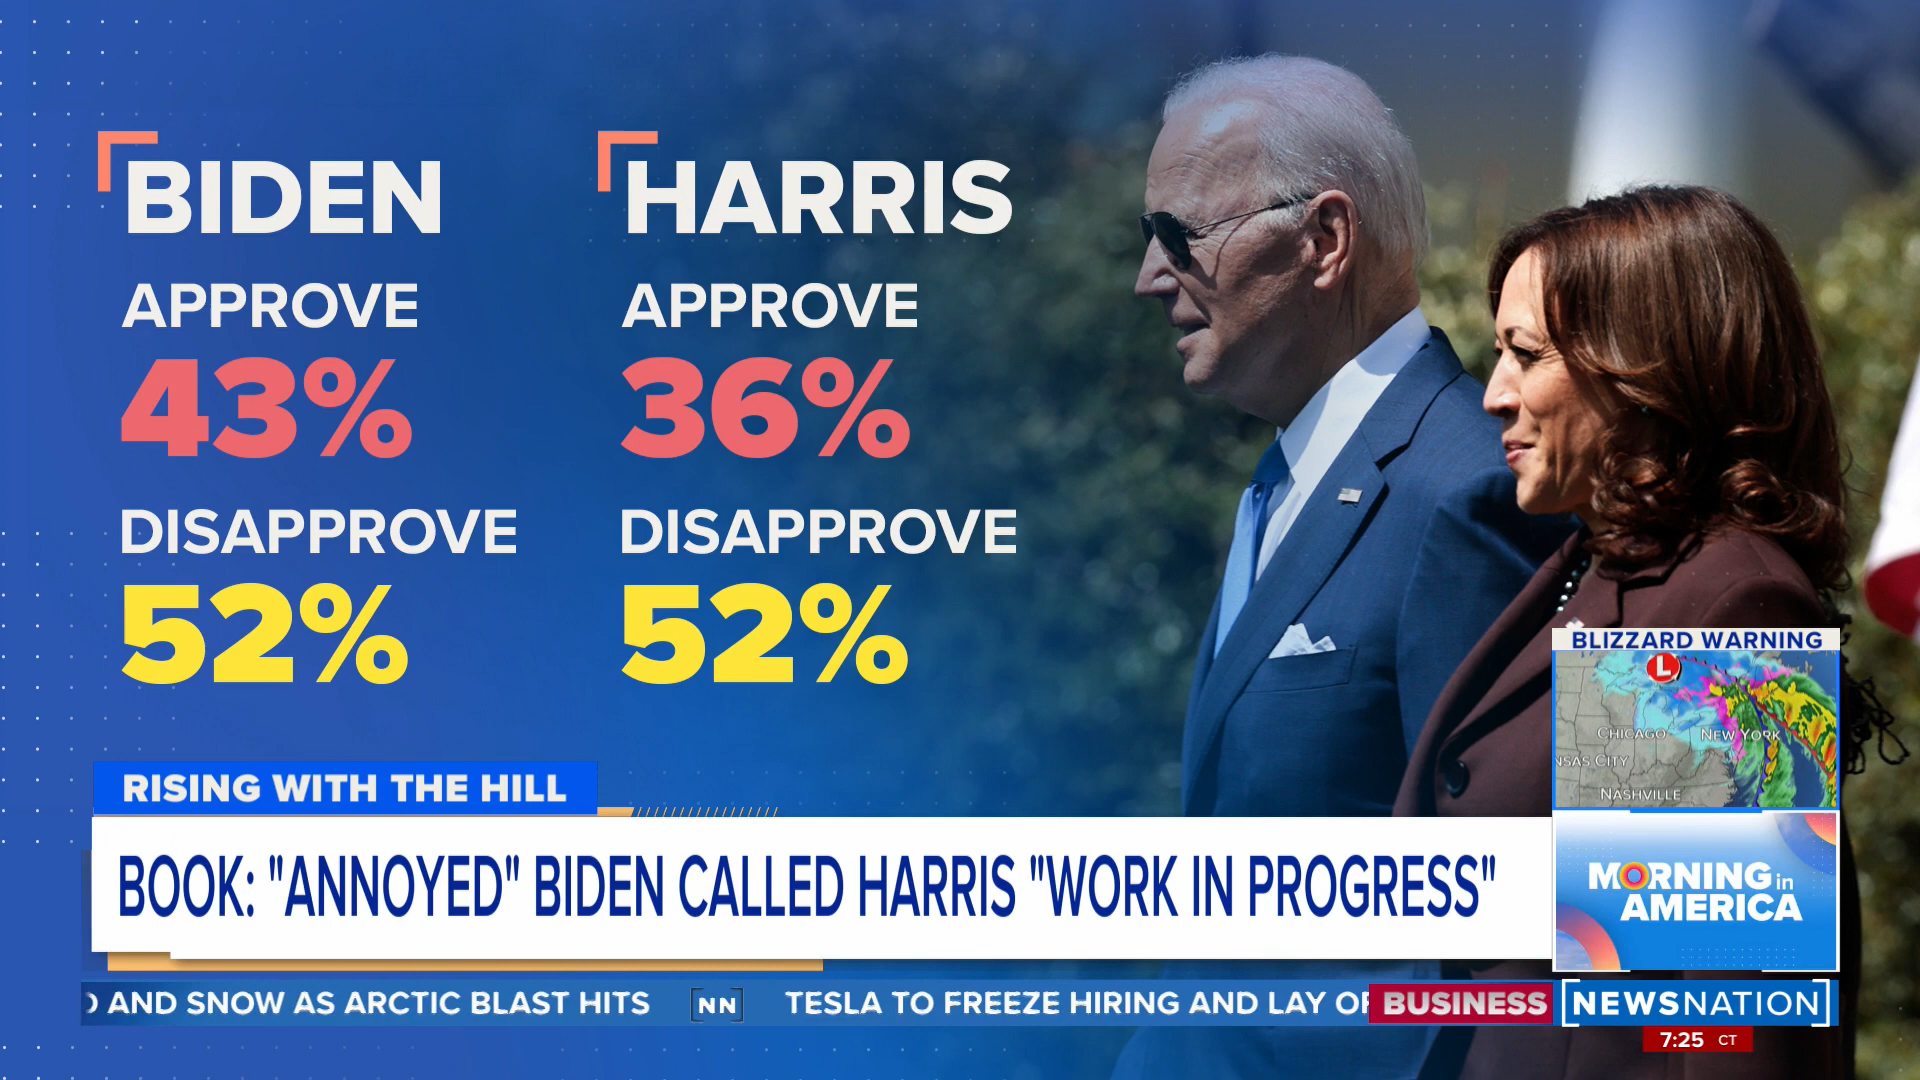 BIDEN
APPROVE
43%
DISAPPROVE
52%
HARRIS
APPROVE
36%
DISAPPROVE
52%
BLIZZARD WARNING
L
CHICAGO
NEW YORK
NSAS CITY
NASHVILLE
RISING WITH THE HILL
BOOK: "ANNOYED" BIDEN CALLED HARRIS "WORK IN PROGRESS"
MORNING in
AMERICA
AND SNOW AS ARCTIC BLAST HITS [NN] TESLA TO FREEZE HIRING AND LAY OF BUSINESS [NEWSNATION]
7:25 CT